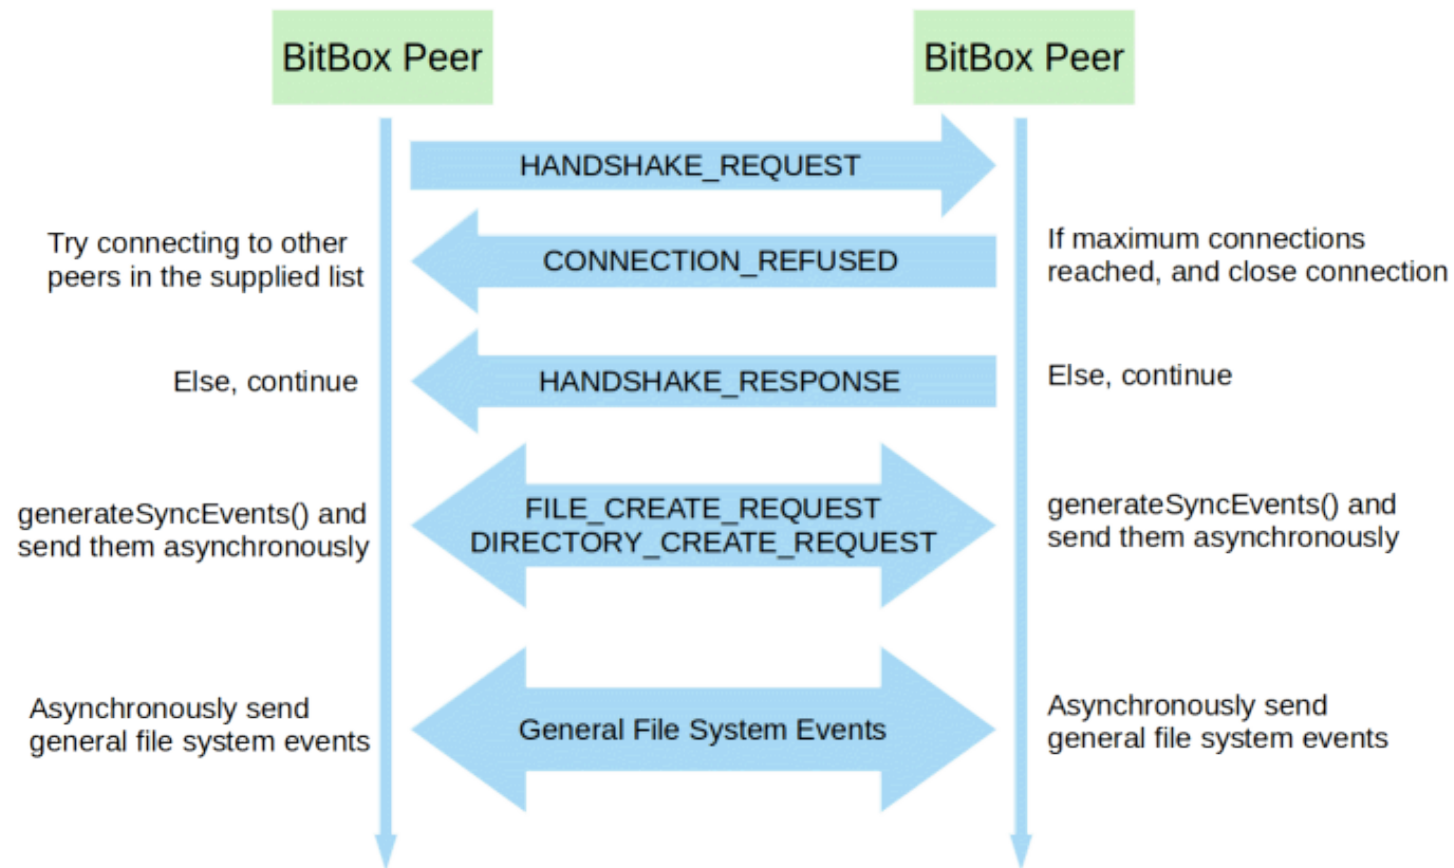 BitBox Peer
BitBox Peer
HANDSHAKE_REQUEST
Try connecting to other
peers in the supplied list
CONNECTION_REFUSED
If maximum connections
reached, and close connection
Else, continue
HANDSHAKE_RESPONSE
Else, continue
generateSyncEvents() and
send them asynchronously
FILE_CREATE_REQUEST
DIRECTORY_CREATE_REQUEST
generateSyncEvents() and
send them asynchronously
Asynchronously send
general file system events
General File System Events
Asynchronously send
general file system events